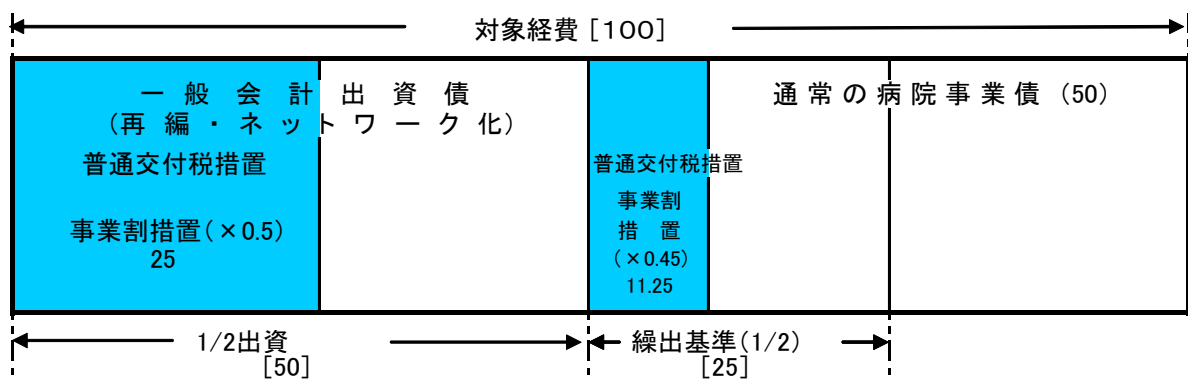 対象経費［100］
一般会計出資債
（再編・ネットワーク化）
普通交付税措置
事業割措置（×0.5）
25
通常の病院事業債（50）
普通交付税措置
事業割
措置
（×0.45）
11.25
1/2出資
［50］
繰出基準（1/2）
［25］